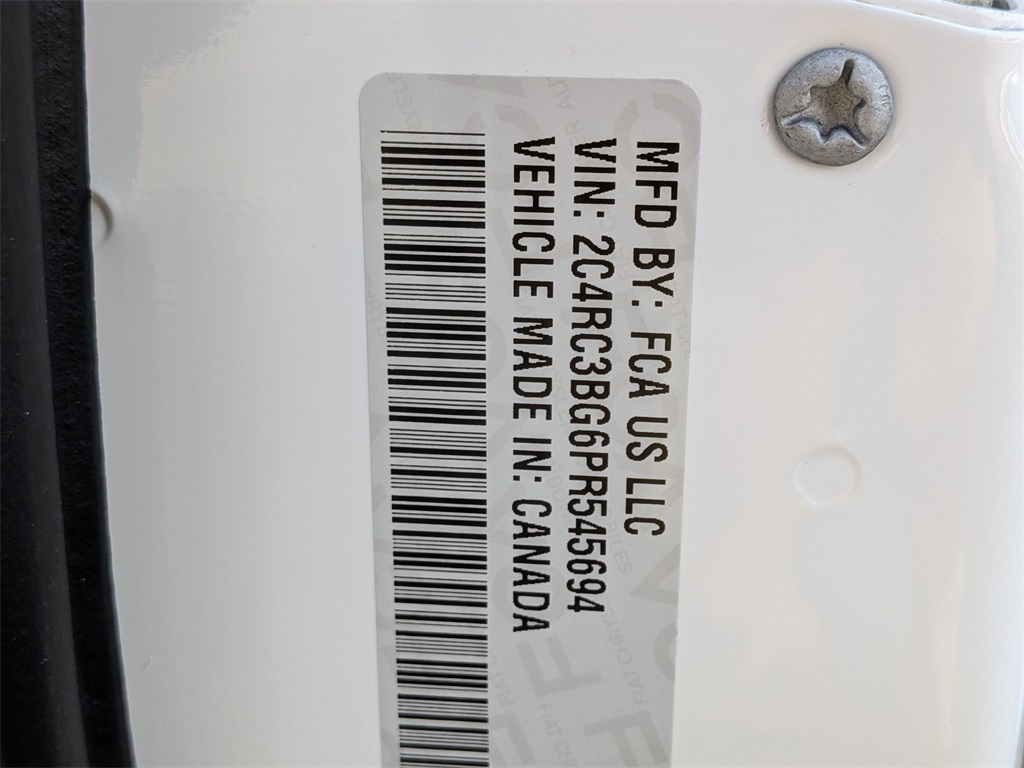 MFD BY: FCA US LLC
VIN: 2C4RC3BG6PR545694
VEHICLE MADE IN: CANADA